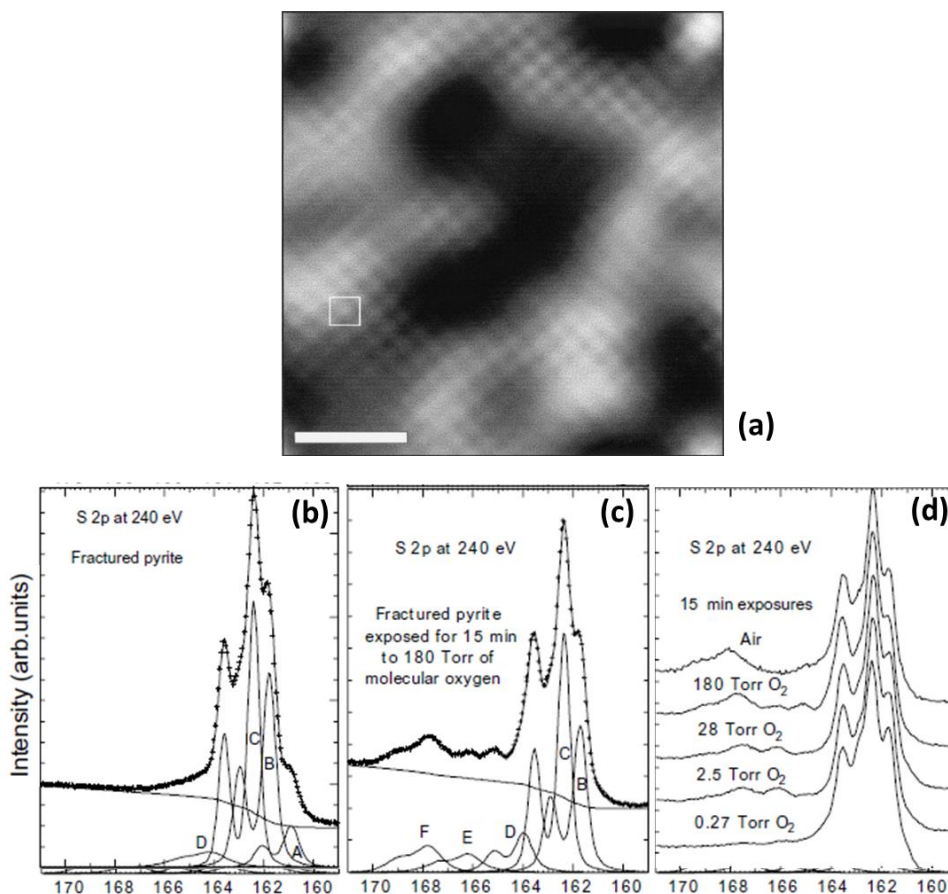 (a)
(b)
S 2p at 240 eV
Fractured pyrite
C
B
D
A
170 168 166 164 162 160
Intensity (arb.units)
(c)
S 2p at 240 eV
Fractured pyrite
exposed for 15 min
to 180 Torr of
molecular oxygen
C
B
F
E
D
170 168 166 164 162 160
(d)
S 2p at 240 eV
15 min exposures
Air
180 Torr O₂
28 Torr O₂
2.5 Torr O₂
0.27 Torr O₂
170 168 166 164 162 160